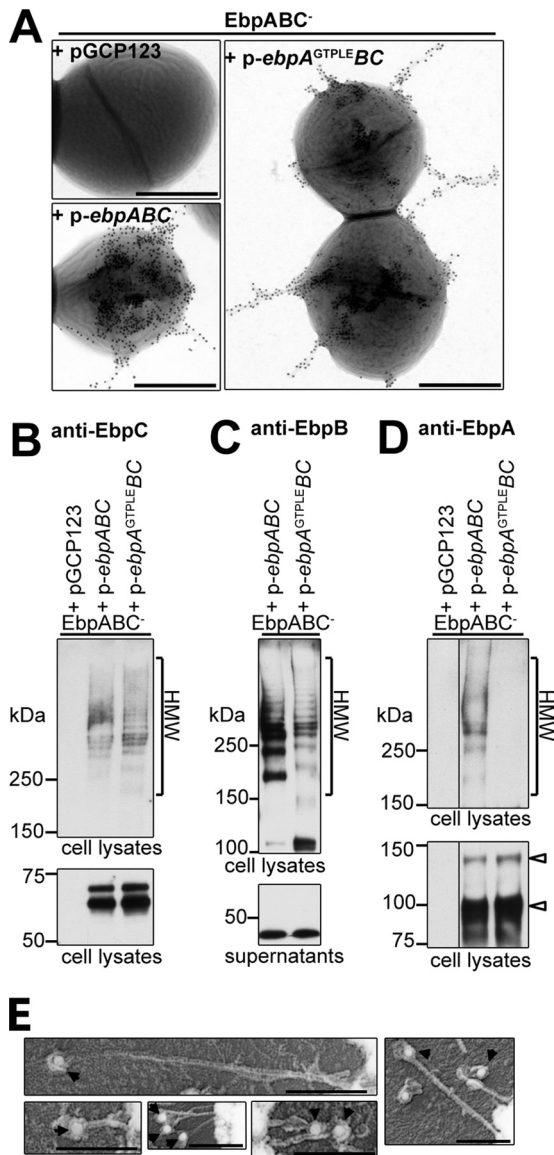 A
EbpABC-
+ pGCP123
+ p-ebpA^GTPLE BC
+ p-ebpABC
B anti-EbpC
C anti-EbpB
D anti-EbpA
+ pGCP123
+ p-ebpABC
+ p-ebpA^GTPLE BC
EbpABC-
+ p-ebpABC
+ p-ebpA^GTPLE BC
EbpABC-
+ pGCP123
+ p-ebpABC
+ p-ebpA^GTPLE BC
EbpABC-
kDa
250
150
HMW
cell lysates
75
50
cell lysates
kDa
250
150
100
HMW
cell lysates
50
supernatants
kDa
250
150
HMW
cell lysates
150
100
75
cell lysates
E